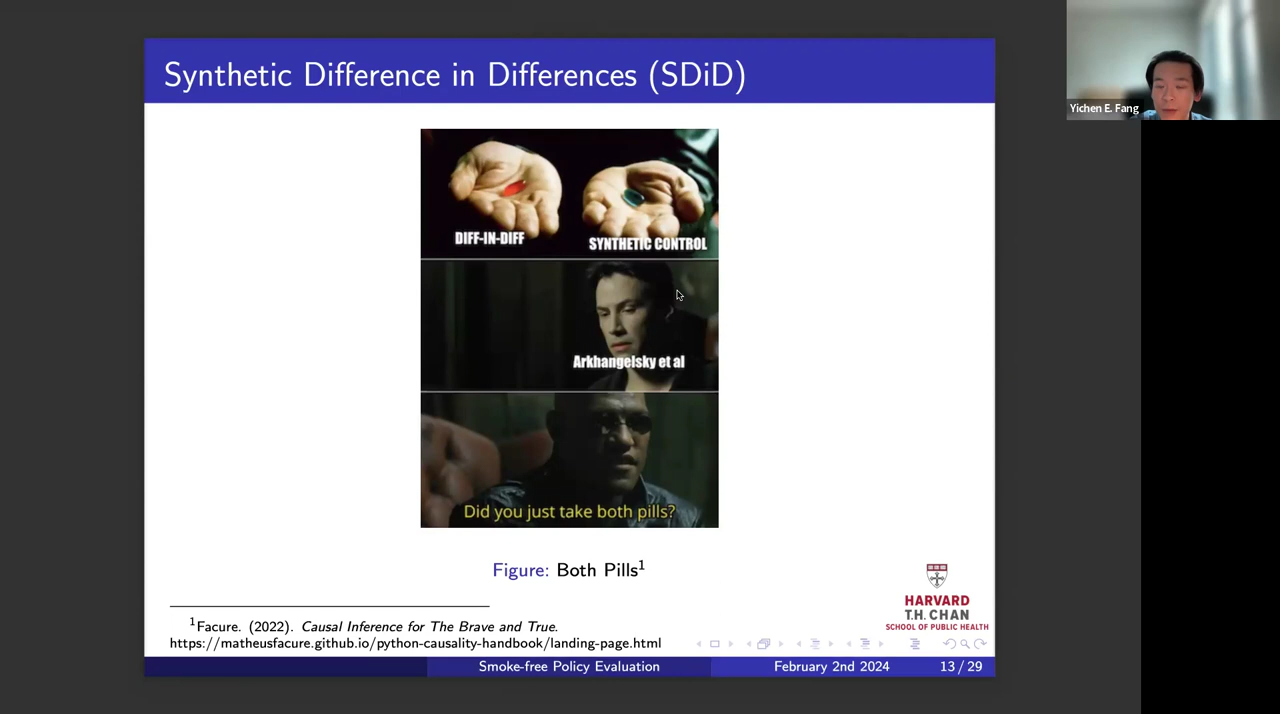 Synthetic Difference in Differences (SDiD)
Yichen E. Fang
DIFF-IN-DIFF
SYNTHETIC CONTROL
Arkhangelsky et al
Did you just take both pills?
Figure: Both Pills¹
¹Facure. (2022). Causal Inference for The Brave and True.
https://matheusfacure.github.io/python-causality-handbook/landing-page.html
HARVARD
T.H. CHAN
SCHOOL OF PUBLIC HEALTH
Smoke-free Policy Evaluation
February 2nd 2024
13 / 29